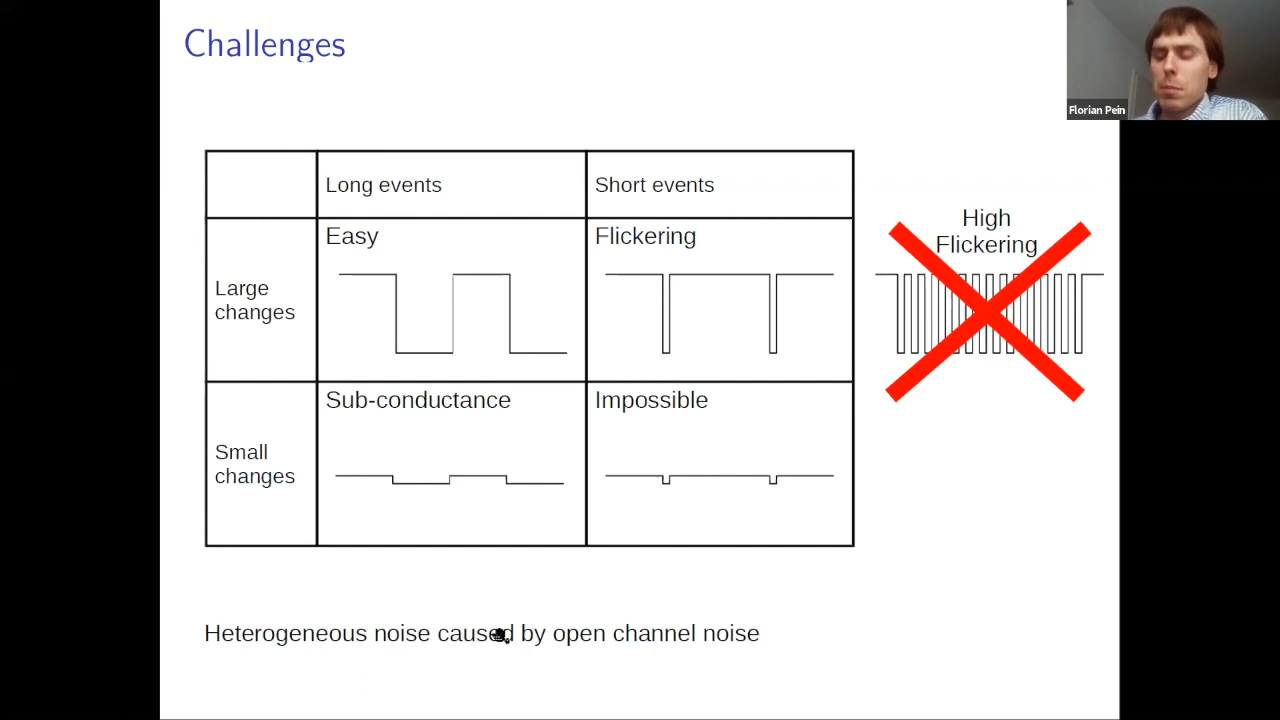 Challenges
Florian Pein
Long events
Short events
Large
changes
Easy
Flickering
High
Flickering
Small
changes
Sub-conductance
Impossible
Heterogeneous noise caused by open channel noise